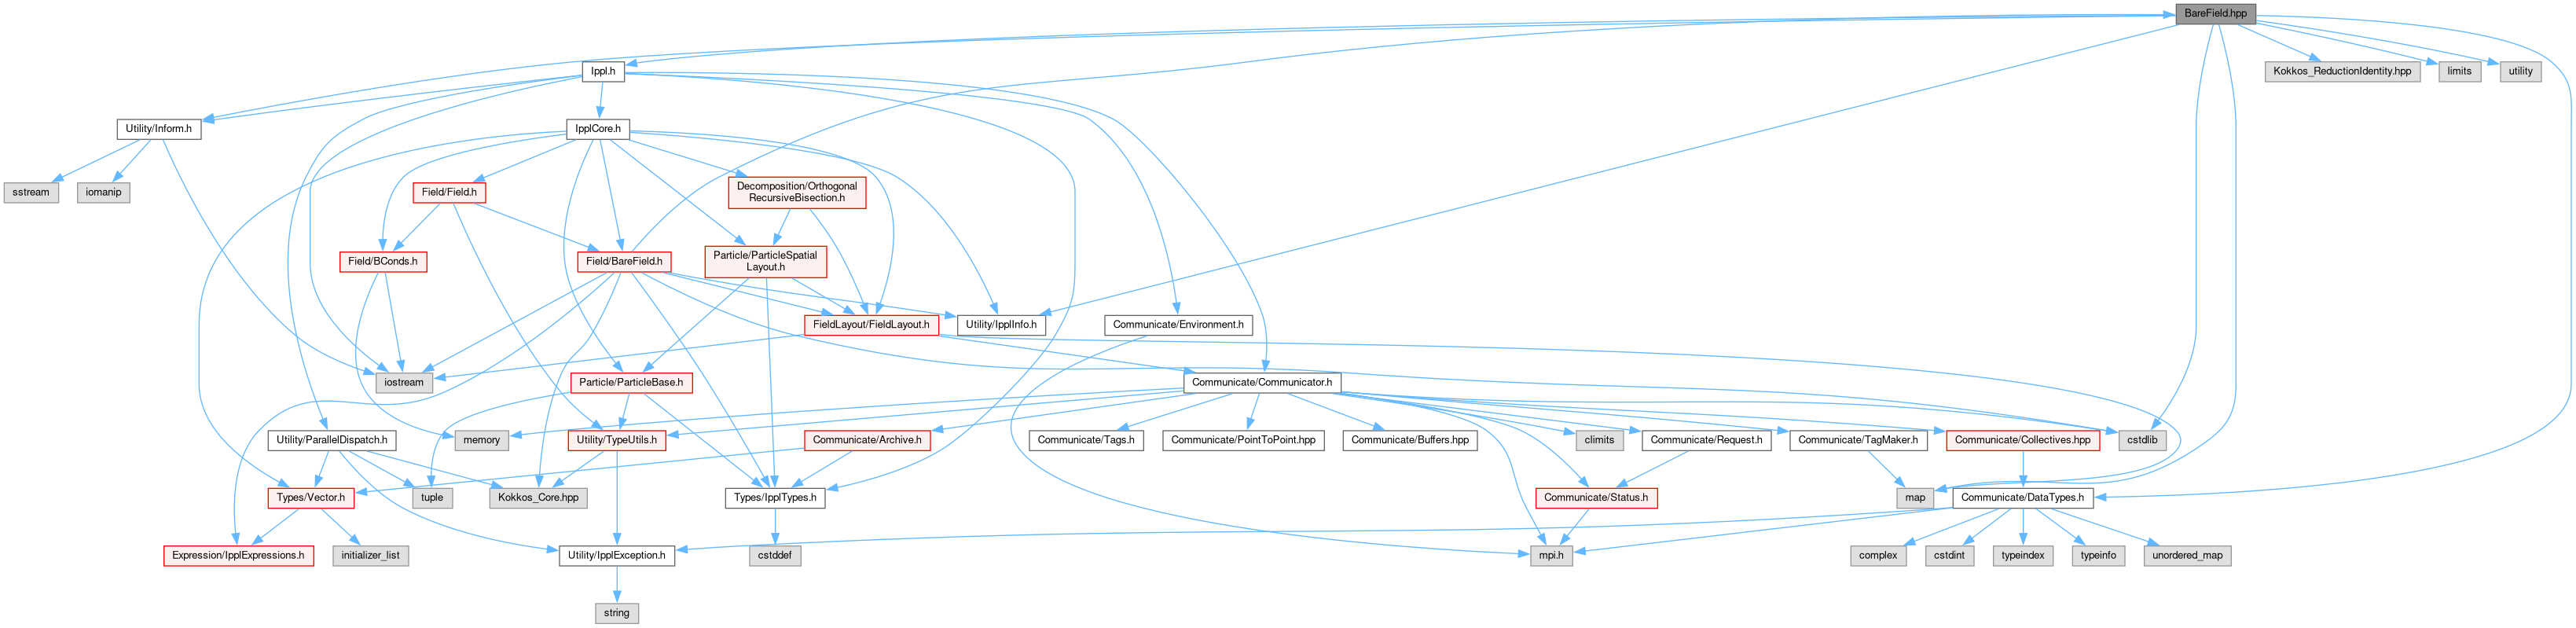 BareField.hpp
Ippl.h
Kokkos_ReductionIdentity.hpp
limits
utility
Utility/Inform.h
IpplCore.h
sstream
iomanip
Field/Field.h
Decomposition/Orthogonal
RecursiveBisection.h
Field/BConds.h
Field/BareField.h
Particle/ParticleSpatial
Layout.h
FieldLayout/FieldLayout.h
Utility/IpplInfo.h
Communicate/Environment.h
iostream
Particle/ParticleBase.h
Communicate/Communicator.h
Utility/ParallelDispatch.h
memory
Utility/TypeUtils.h
Communicate/Archive.h
Communicate/Tags.h
Communicate/PointToPoint.hpp
Communicate/Buffers.hpp
climits
Communicate/Request.h
Communicate/TagMaker.h
Communicate/Collectives.hpp
cstdlib
Types/Vector.h
tuple
Kokkos_Core.hpp
Types/IpplTypes.h
Communicate/Status.h
map
Communicate/DataTypes.h
Expression/IpplExpressions.h
initializer_list
Utility/IpplException.h
cstddef
mpi.h
complex
cstdint
typeindex
typeinfo
unordered_map
string